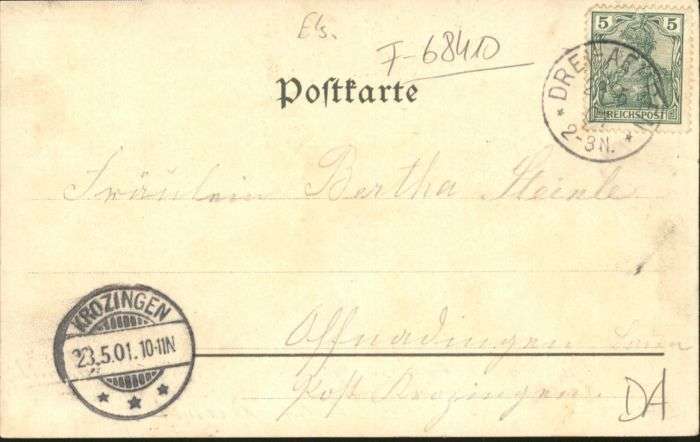 Els.
F-68410
Postkarte
5 5
REICHSPOST
2-3N.
Fräulein Bertha Steinle
KROZINGEN
23.5.01.10-11N
Offnadingen
Post Krozingen
DA